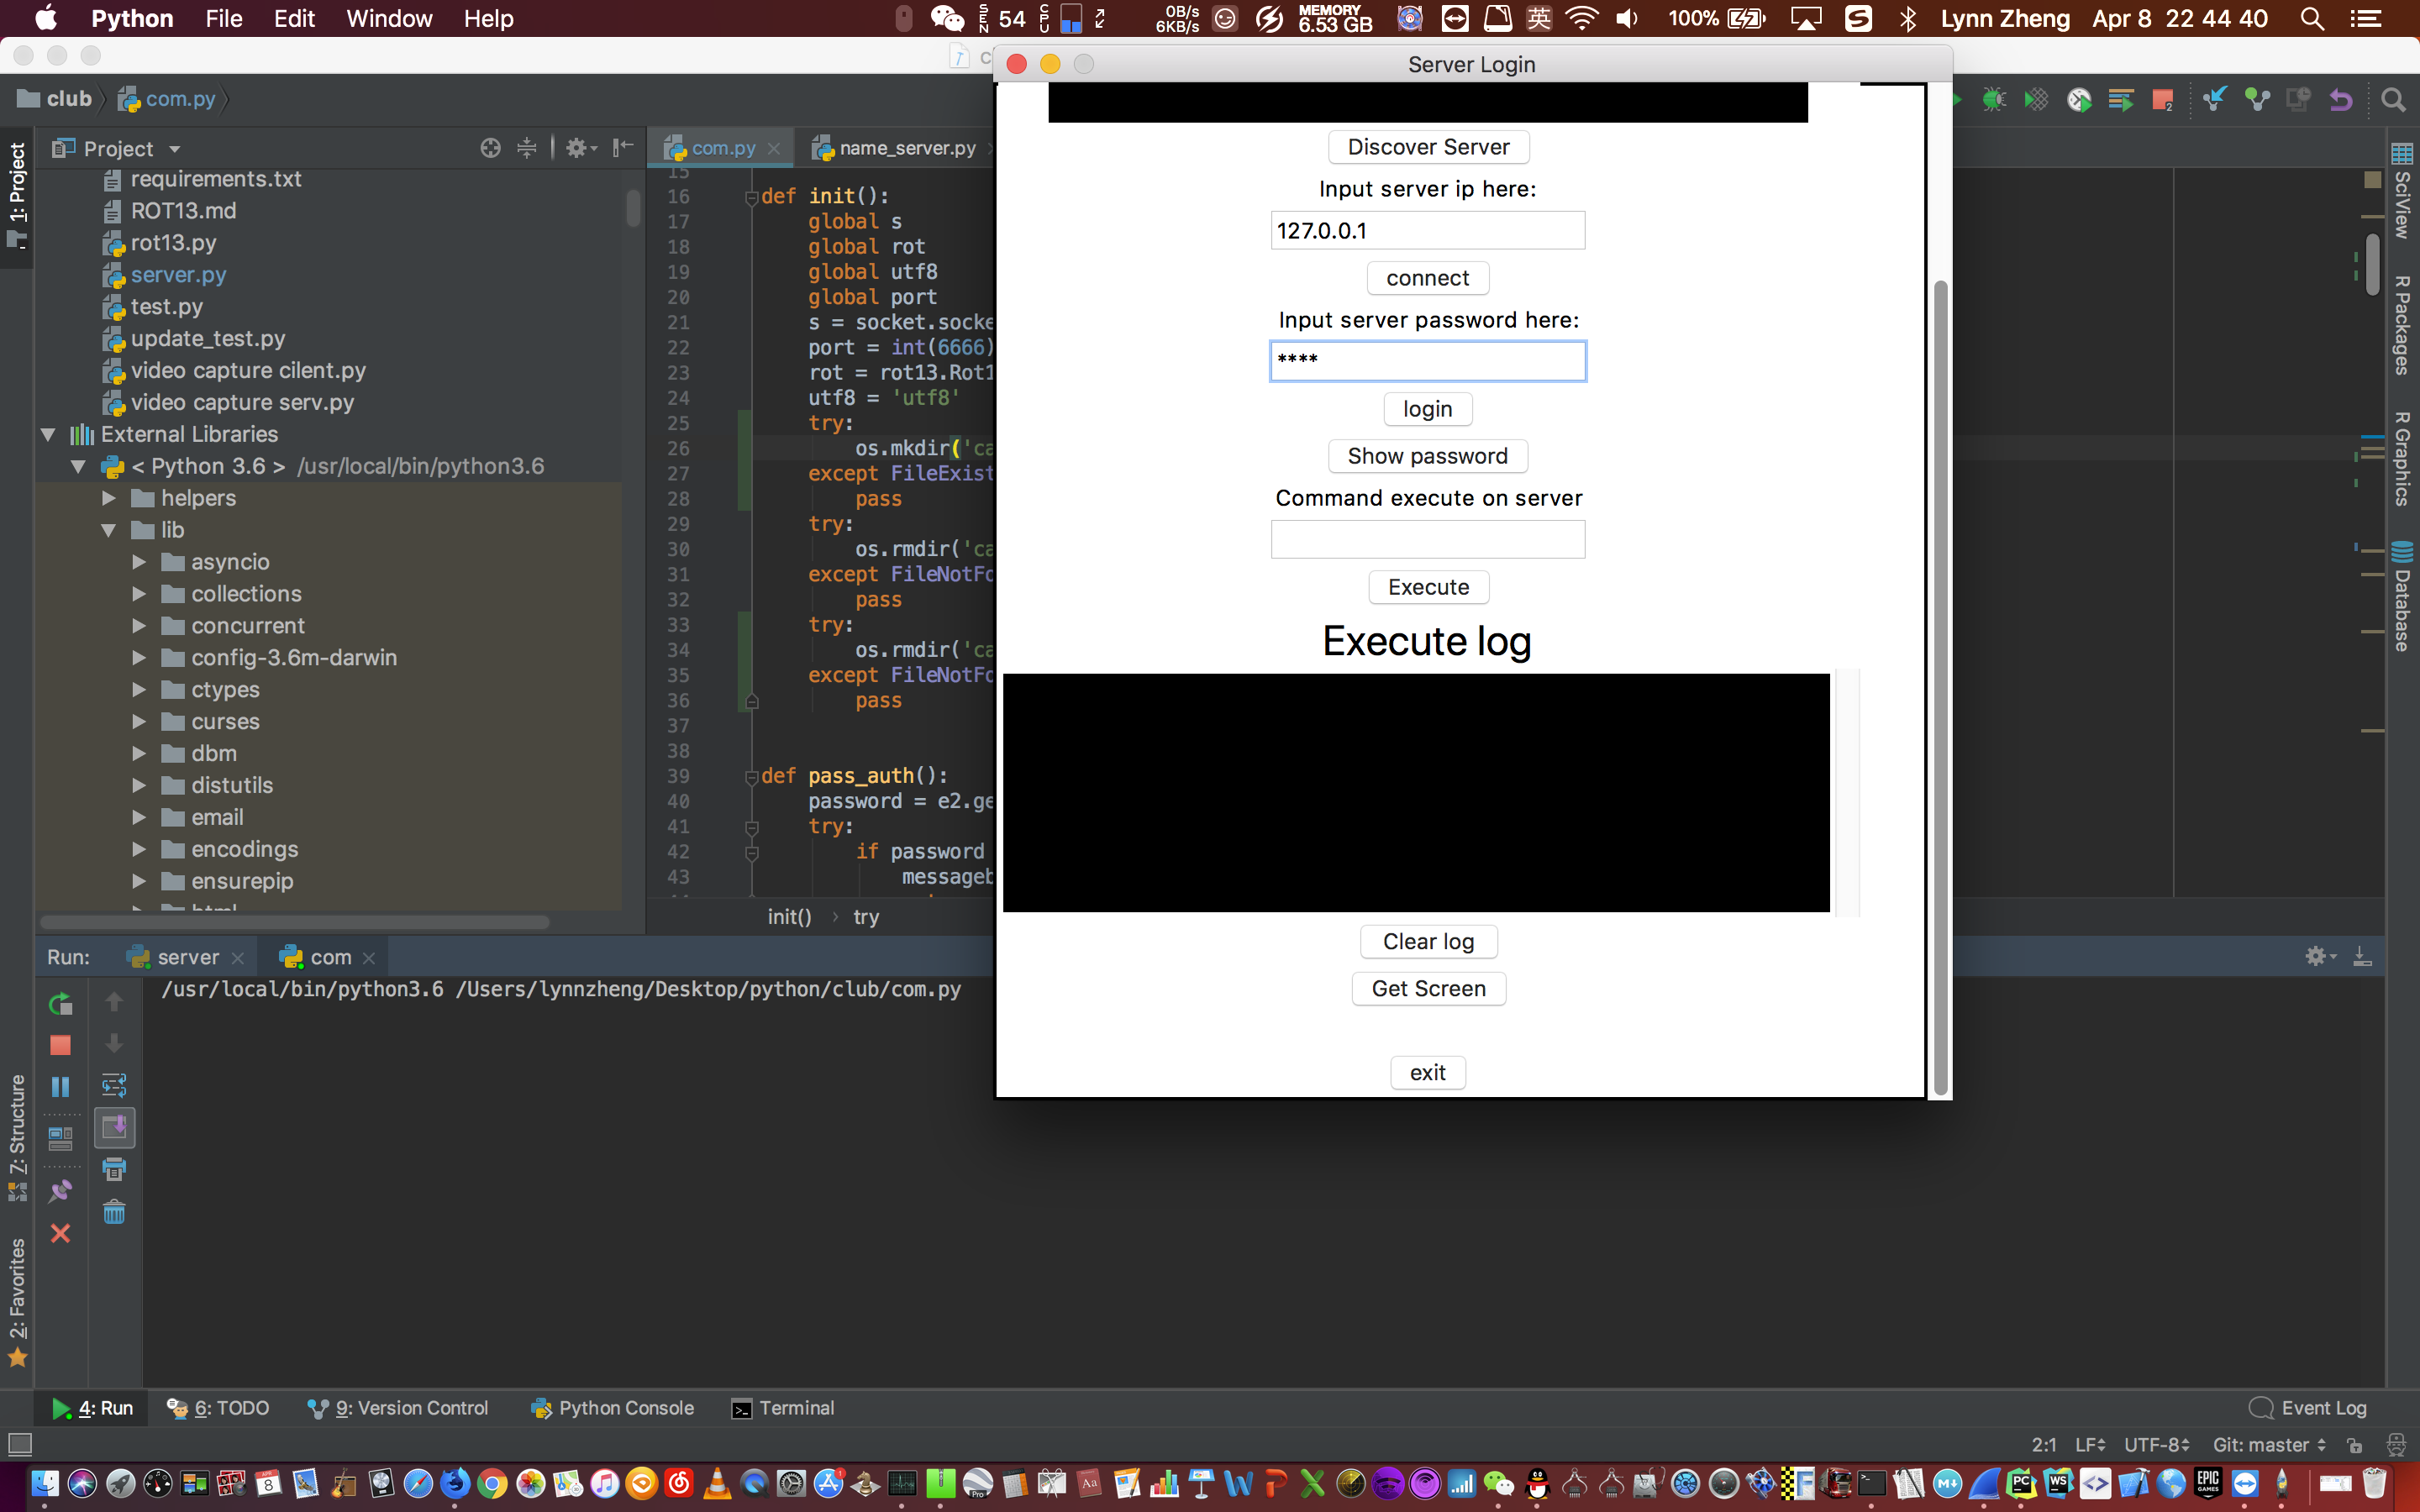 Python File Edit Window Help
SEN 54 CPU 0B/s 6KB/s MEMORY 6.53 GB 英 100% Lynn Zheng Apr 8 22 44 40
C
Server Login
club com.py
Project
com.py name_server.py
1: Project
requirements.txt
ROT13.md
rot13.py
server.py
test.py
update_test.py
video capture cilent.py
video capture serv.py
External Libraries
< Python 3.6 > /usr/local/bin/python3.6
helpers
lib
asyncio
collections
concurrent
config-3.6m-darwin
ctypes
curses
dbm
distutils
email
encodings
ensurepip
html
15
16 def init():
17 global s
18 global rot
19 global utf8
20 global port
21 s = socket.socke
22 port = int(6666)
23 rot = rot13.Rot1
24 utf8 = 'utf8'
25 try:
26 os.mkdir('ca
27 except FileExist
28 pass
29 try:
30 os.rmdir('ca
31 except FileNotFo
32 pass
33 try:
34 os.rmdir('ca
35 except FileNotFo
36 pass
37
38
39 def pass_auth():
40 password = e2.ge
41 try:
42 if password
43 messageb
init() › try
Discover Server
Input server ip here:
127.0.0.1
connect
Input server password here:
****
login
Show password
Command execute on server
Execute
Execute log
Clear log
Get Screen
exit
SciView
R Packages
R Graphics
Database
Run: server com
/usr/local/bin/python3.6 /Users/lynnzheng/Desktop/python/club/com.py
7: Structure
2: Favorites
4: Run 6: TODO 9: Version Control Python Console Terminal Event Log
2:1 LF UTF-8 Git: master